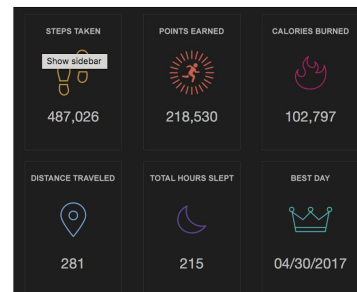 STEPS TAKEN
POINTS EARNED
CALORIES BURNED
Show sidebar
487,026
218,530
102,797
DISTANCE TRAVELED
TOTAL HOURS SLEPT
BEST DAY
281
215
04/30/2017